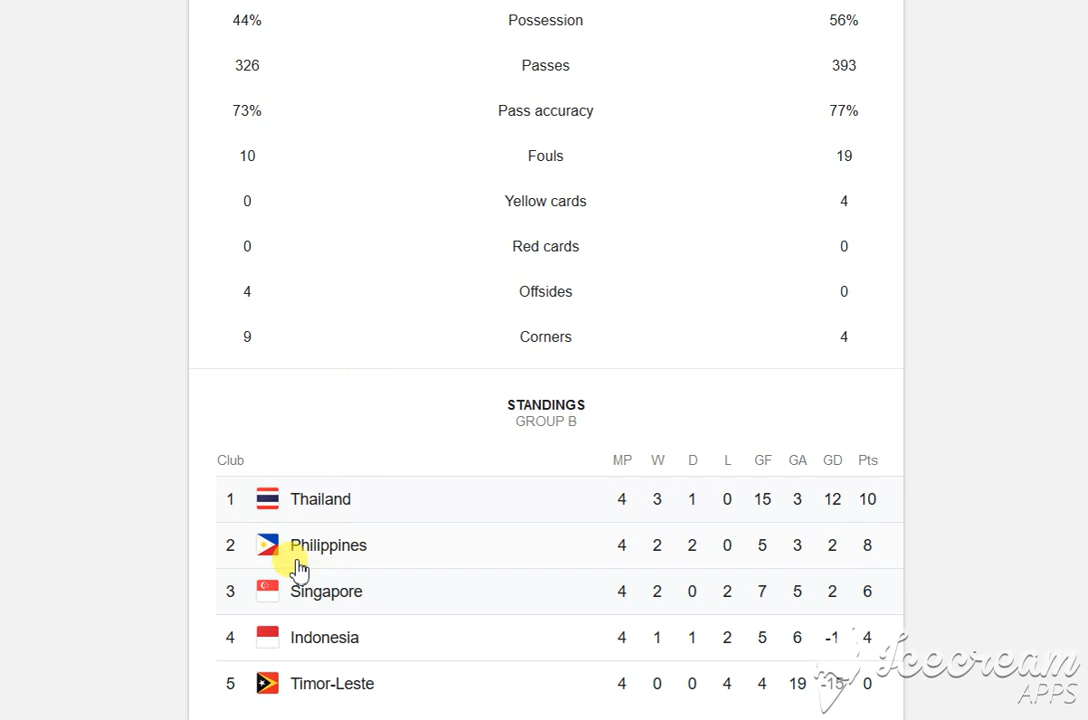 44% Possession 56%
326 Passes 393
73% Pass accuracy 77%
10 Fouls 19
0 Yellow cards 4
0 Red cards 0
4 Offsides 0
9 Corners 4
STANDINGS
GROUP B
Club MP W D L GF GA GD Pts
1 Thailand 4 3 1 0 15 3 12 10
2 Philippines 4 2 2 0 5 3 2 8
3 Singapore 4 2 0 2 7 5 2 6
4 Indonesia 4 1 1 2 5 6 -1 4
5 Timor-Leste 4 0 0 4 4 19 -15 0
Icecream
APPS